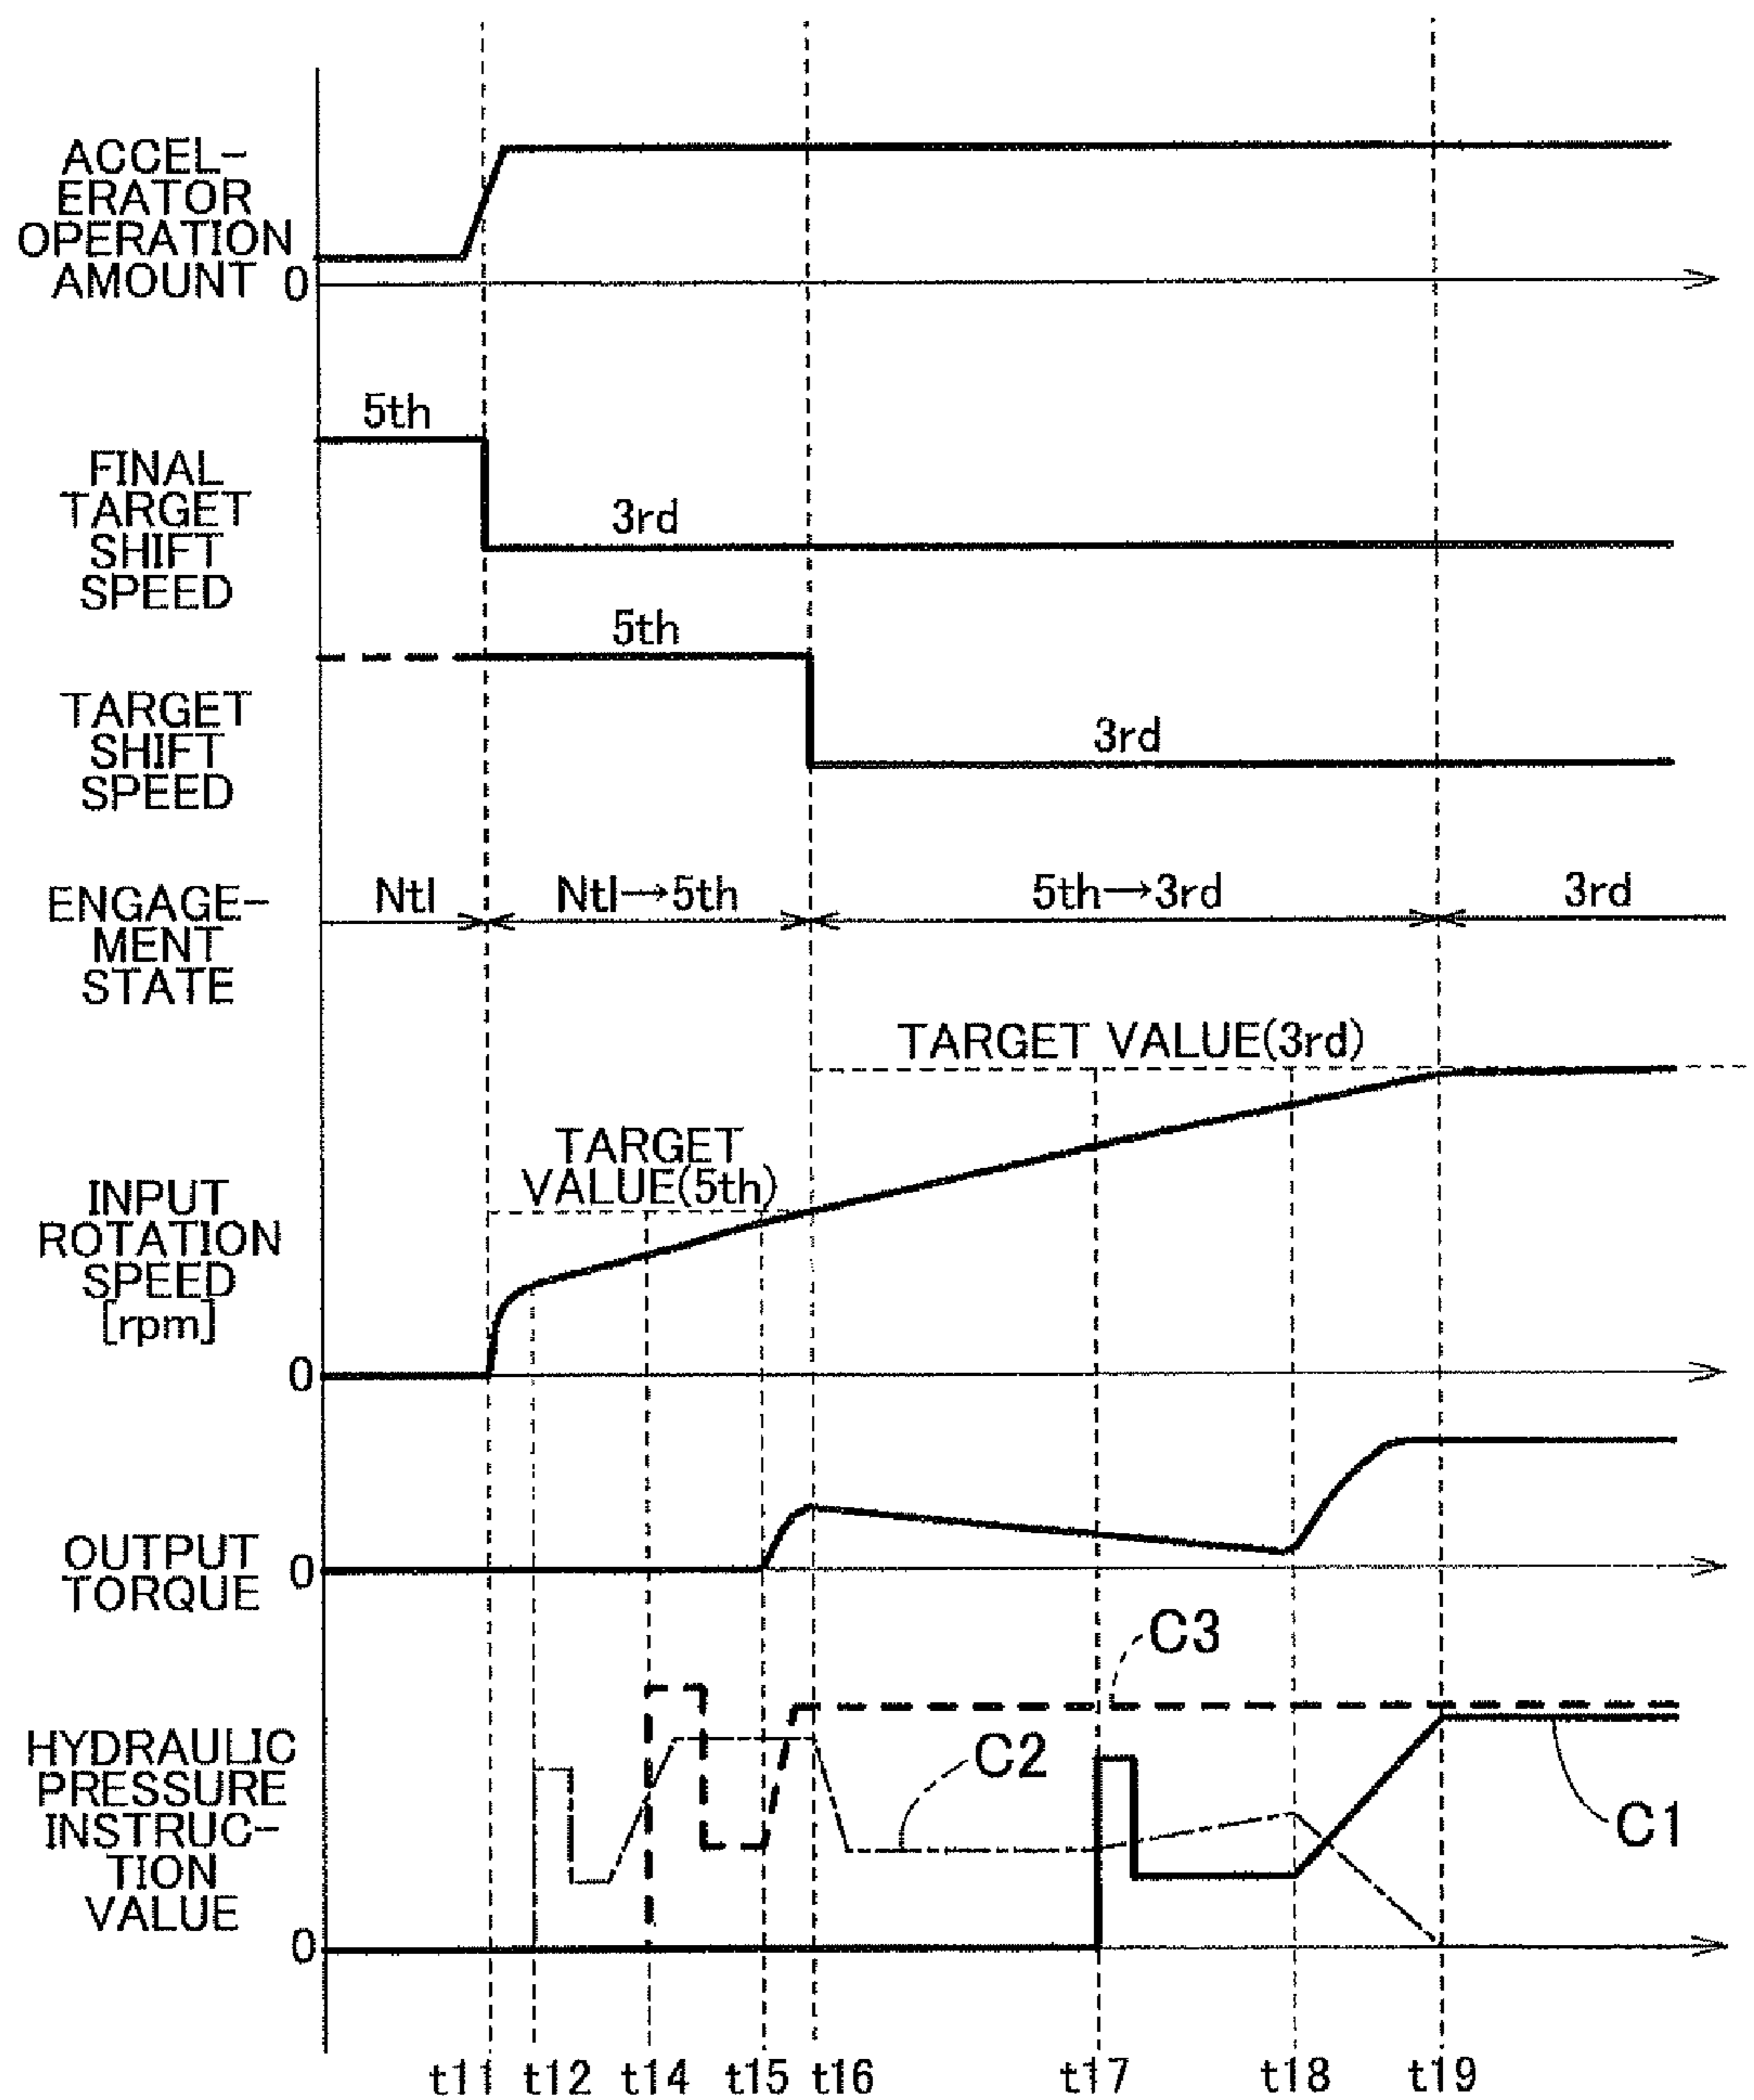 ACCEL-
ERATOR
OPERATION
AMOUNT
0
5th
FINAL
TARGET
SHIFT
SPEED
3rd
5th
TARGET
SHIFT
SPEED
3rd
ENGAGE-
MENT
STATE
Ntl
Ntl→5th
5th→3rd
3rd
TARGET VALUE(3rd)
TARGET
VALUE(5th)
INPUT
ROTATION
SPEED
[rpm]
0
OUTPUT
TORQUE
0
C3
HYDRAULIC
PRESSURE
INSTRUC-
TION
VALUE
C2
C1
0
t11 t12 t14 t15 t16 t17 t18 t19